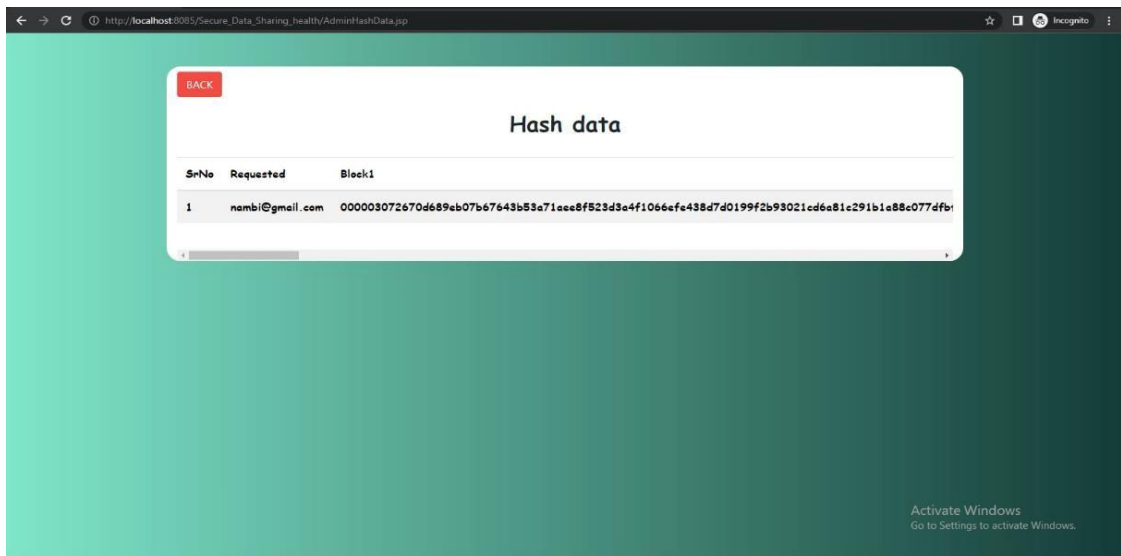 http://localhost:8085/Secure_Data_Sharing_health/AdminHashData.jsp Incognito
BACK
Hash data
SrNo Requested Block1
1 nambi@gmail.com 000003072670d689eb07b67643b53a71aee8f523d3a4f1066efe438d7d0199f2b93021cd6a81c291b1a88c077dfb
Activate Windows
Go to Settings to activate Windows.